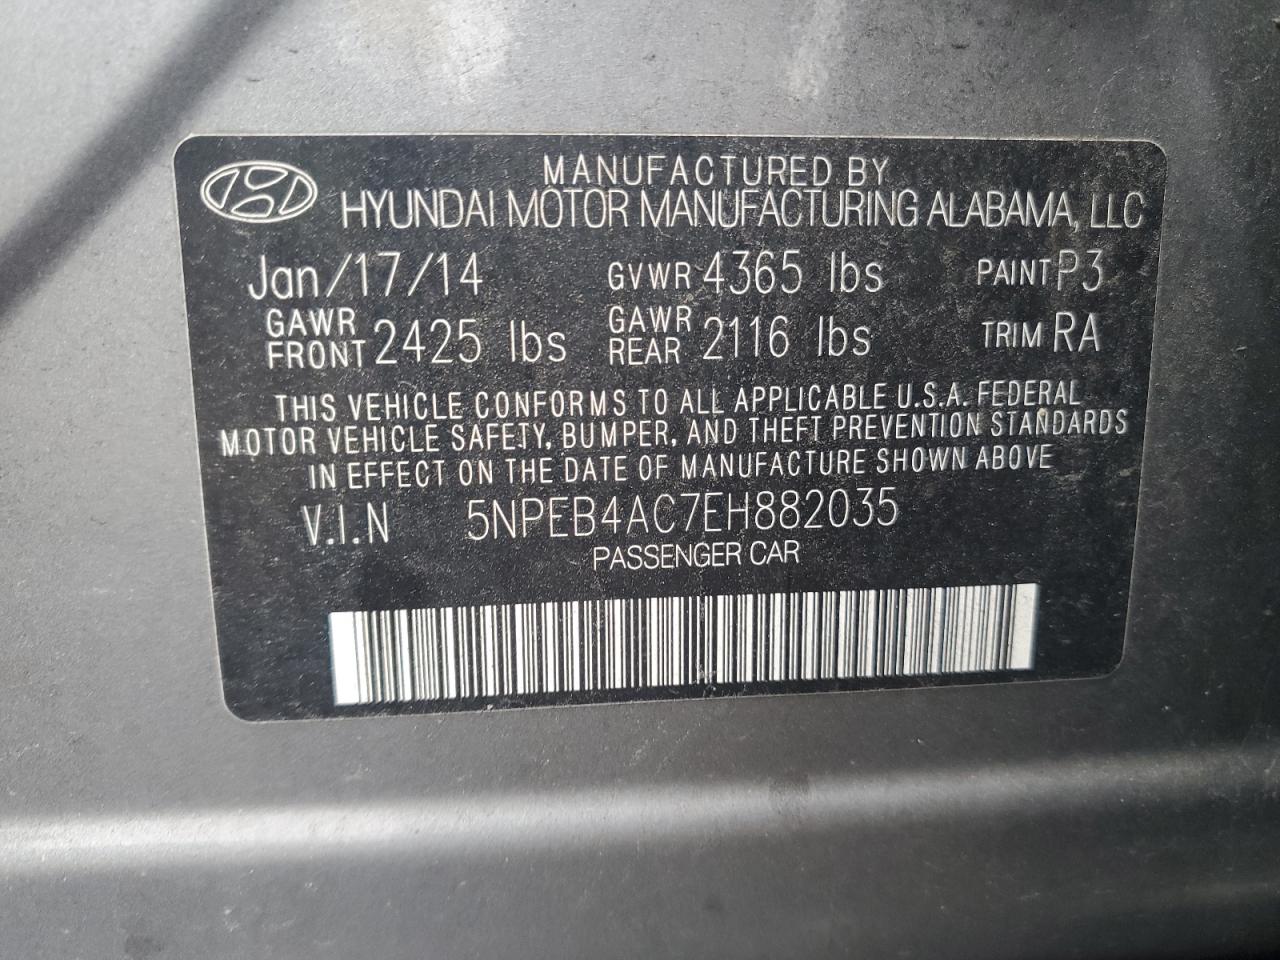 MANUFACTURED BY
HYUNDAI MOTOR MANUFACTURING ALABAMA, LLC
Jan/17/14 GVWR 4365 lbs PAINT P3
GAWR FRONT 2425 lbs GAWR REAR 2116 lbs TRIM RA
THIS VEHICLE CONFORMS TO ALL APPLICABLE U.S.A. FEDERAL
MOTOR VEHICLE SAFETY, BUMPER, AND THEFT PREVENTION STANDARDS
IN EFFECT ON THE DATE OF MANUFACTURE SHOWN ABOVE
V.I.N 5NPEB4AC7EH882035
PASSENGER CAR